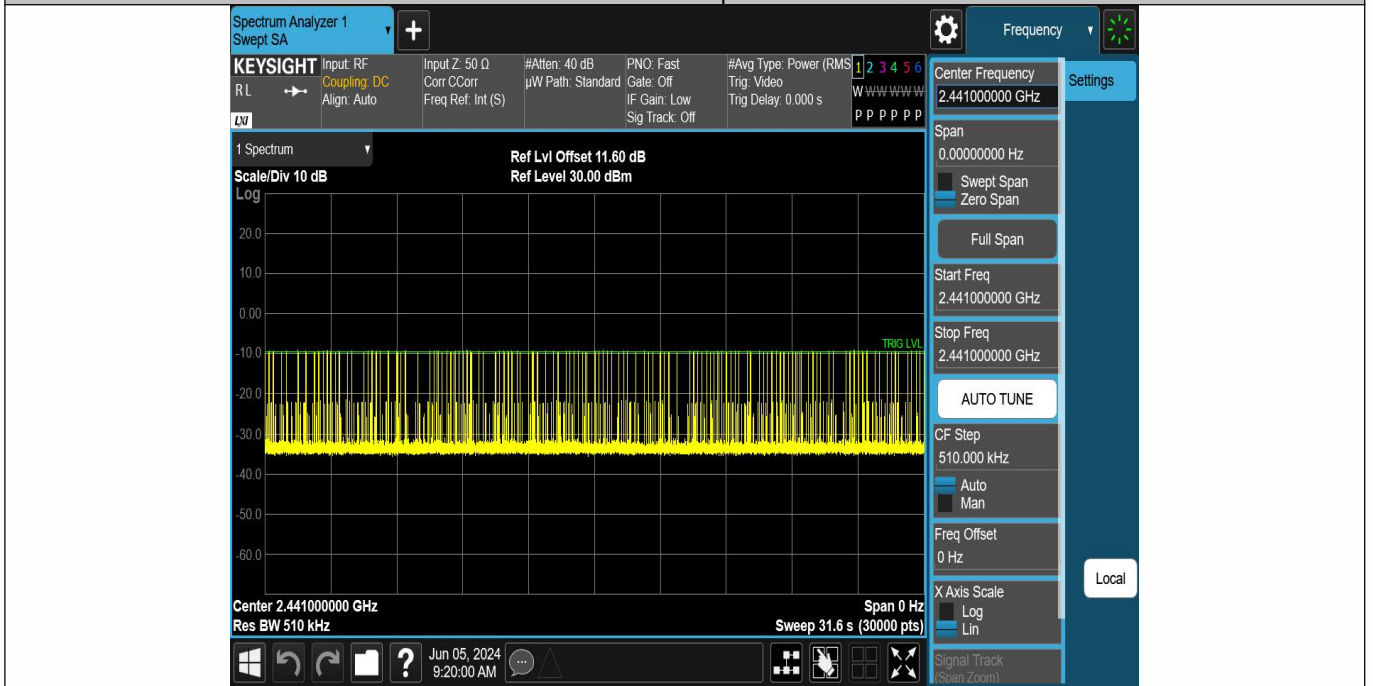 Spectrum Analyzer 1
Swept SA
+
Frequency
KEYSIGHT
R L
LXI
Input: RF
Coupling: DC
Align: Auto
Input Z: 50 Ω
Corr CCorr
Freq Ref: Int (S)
#Atten: 40 dB
µW Path: Standard
PNO: Fast
Gate: Off
IF Gain: Low
Sig Track: Off
#Avg Type: Power (RMS
Trig: Video
Trig Delay: 0.000 s
1 2 3 4 5 6
W W W W W W
P P P P P P
Center Frequency
2.441000000 GHz
Settings
Span
0.00000000 Hz
Swept Span
Zero Span
Full Span
Start Freq
2.441000000 GHz
Stop Freq
2.441000000 GHz
AUTO TUNE
CF Step
510.000 kHz
Auto
Man
Freq Offset
0 Hz
X Axis Scale
Log
Lin
Signal Track
(Span Zoom)
Local
1 Spectrum
Scale/Div 10 dB
Ref Lvl Offset 11.60 dB
Ref Level 30.00 dBm
Log
20.0
10.0
0.00
-10.0
-20.0
-30.0
-40.0
-50.0
-60.0
TRIG LVL
Center 2.441000000 GHz
Span 0 Hz
Res BW 510 kHz
Sweep 31.6 s (30000 pts)
?
Jun 05, 2024
9:20:00 AM